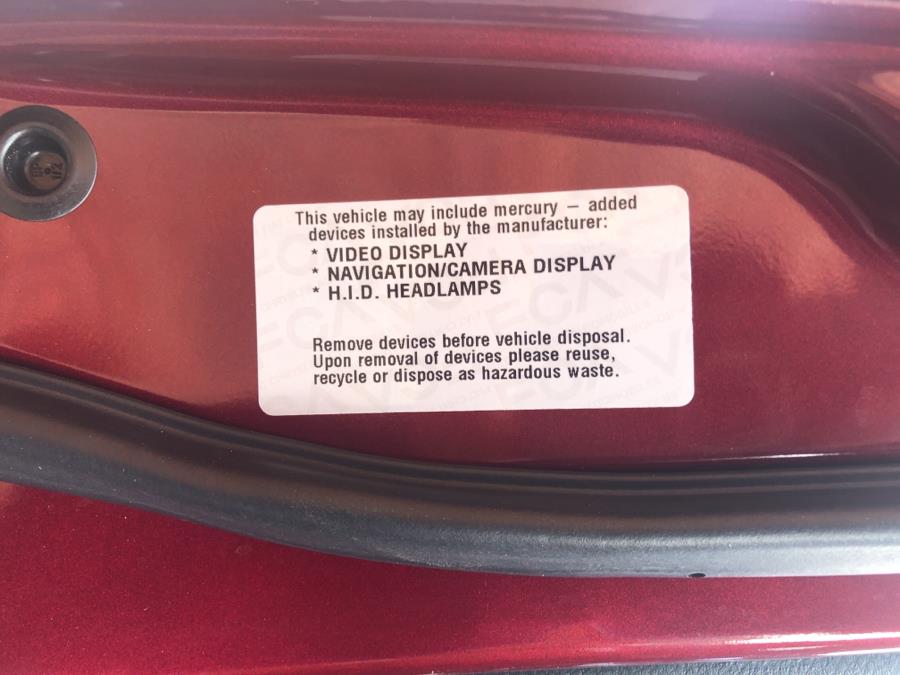 This vehicle may include mercury – added
devices installed by the manufacturer:
* VIDEO DISPLAY
* NAVIGATION/CAMERA DISPLAY
* H.I.D. HEADLAMPS
Remove devices before vehicle disposal.
Upon removal of devices please reuse,
recycle or dispose as hazardous waste.